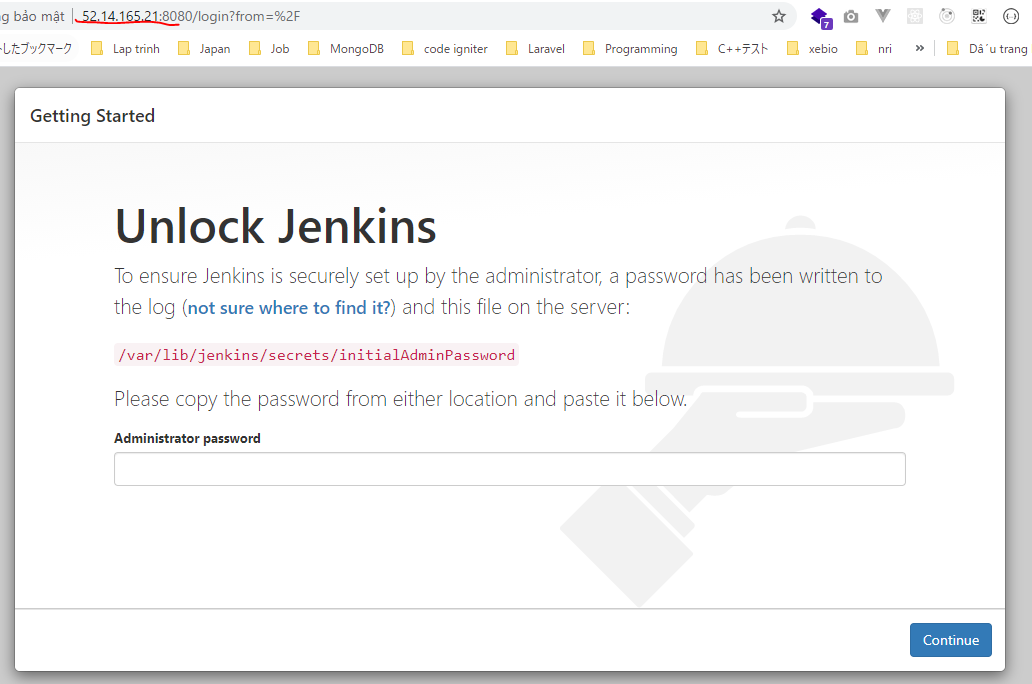 g bảo mật | 52.14.165.21:8080/login?from=%2F
7
したブックマーク Lap trinh Japan Job MongoDB code igniter Laravel Programming C++テスト xebio nri » Dấu trang
Getting Started
Unlock Jenkins
To ensure Jenkins is securely set up by the administrator, a password has been written to
the log (not sure where to find it?) and this file on the server:
/var/lib/jenkins/secrets/initialAdminPassword
Please copy the password from either location and paste it below.
Administrator password
Continue